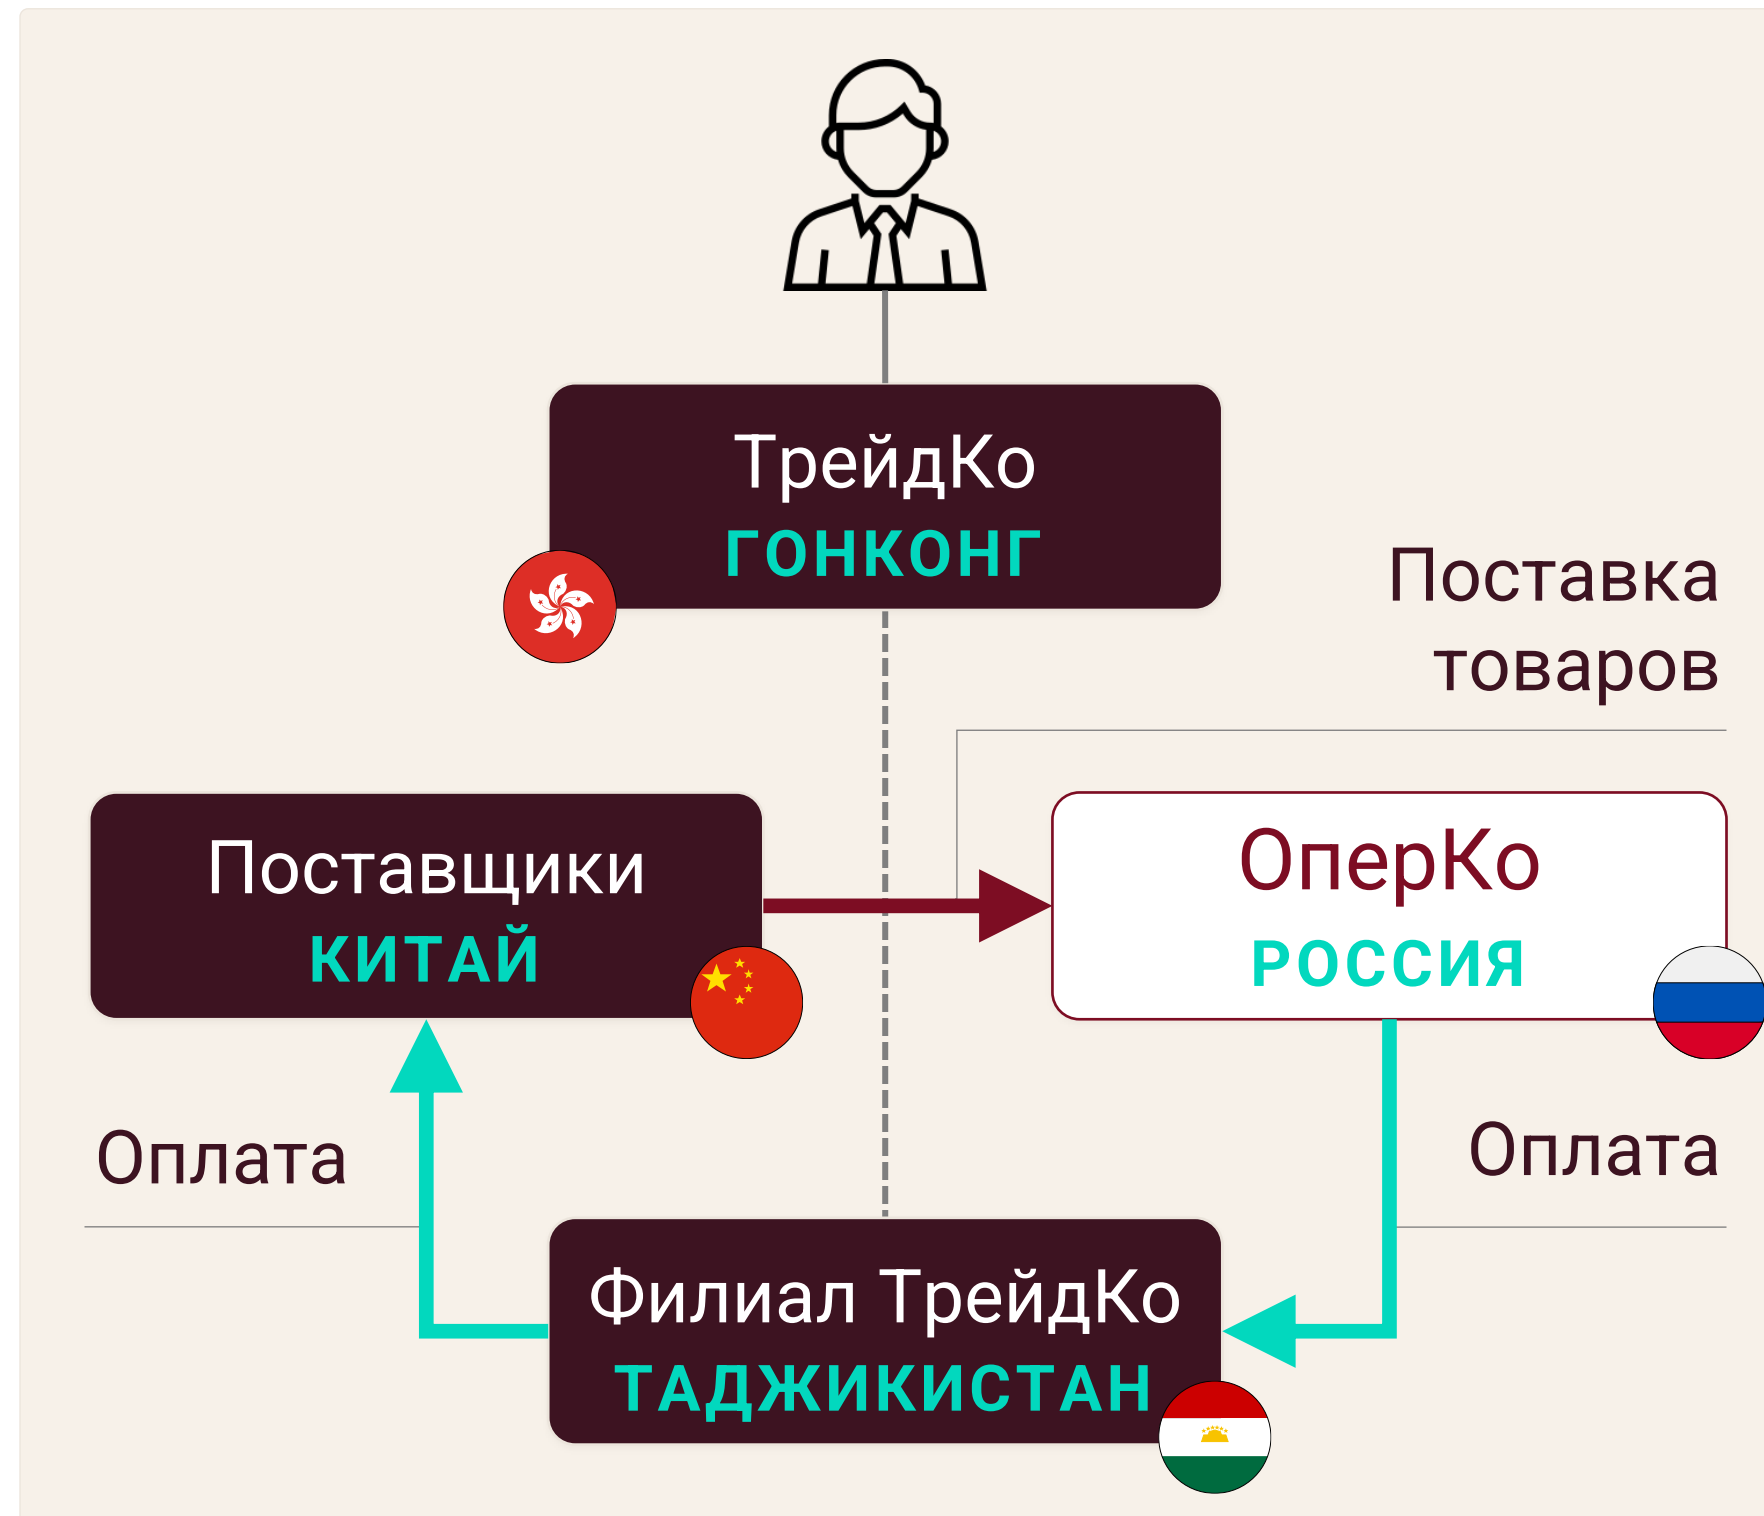 ТрейдКо
ГОНКОНГ
Поставка
товаров
Поставщики
КИТАЙ
ОперКо
РОССИЯ
Оплата
Оплата
Филиал ТрейдКо
ТАДЖИКИСТАН